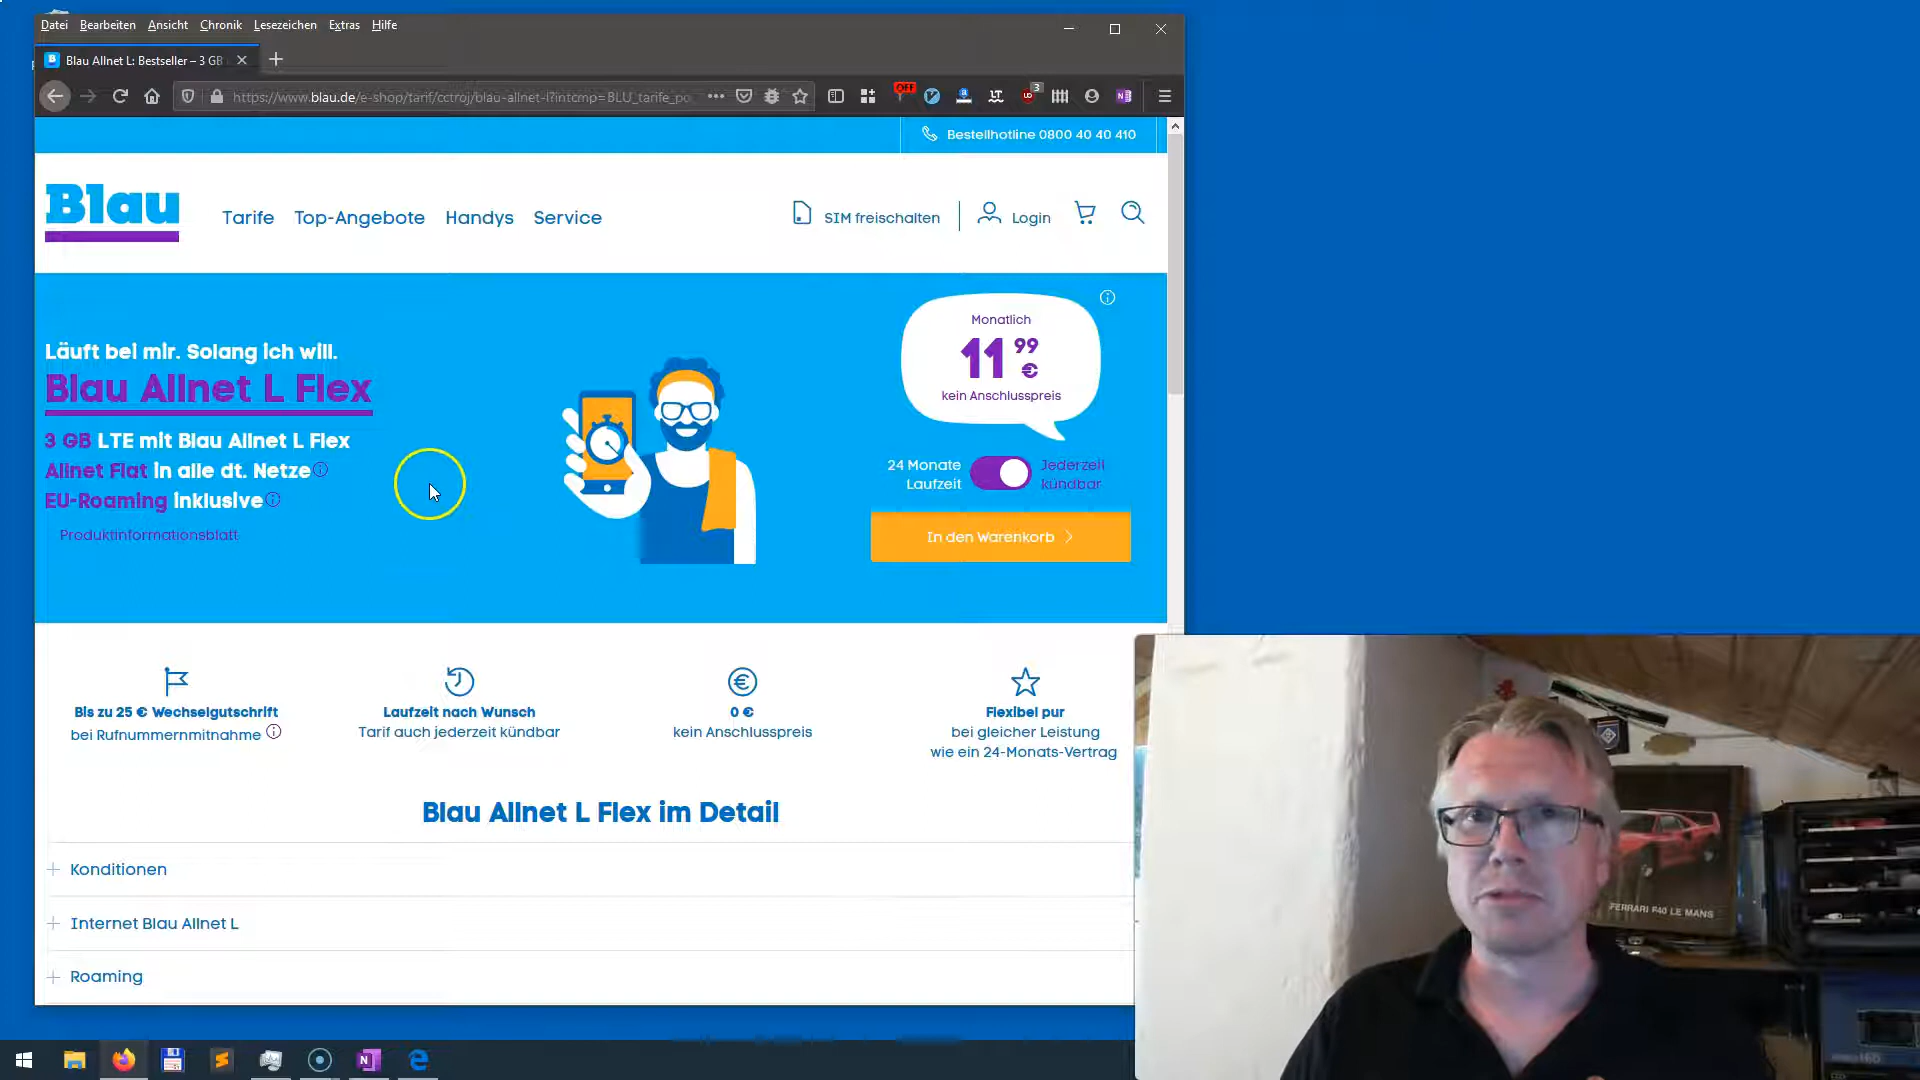 Datei Bearbeiten Ansicht Chronik Lesezeichen Extras Hilfe
Blau Allnet L: Bestseller – 3 GB
https://www.blau.de/e-shop/tarif/cctroj/blau-allnet-l?intcmp=BLU_tarife_po
OFF
3
Bestellhotline 0800 40 40 410
Blau
Tarife Top-Angebote Handys Service
SIM freischalten Login
Läuft bei mir. Solang ich will.
Blau Allnet L Flex
3 GB LTE mit Blau Allnet L Flex
Allnet Flat in alle dt. Netze
EU-Roaming inklusive
Produktinformationsblatt
Monatlich
11 99 €
kein Anschlusspreis
24 Monate Laufzeit
Jederzeit kündbar
In den Warenkorb
Bis zu 25 € Wechselgutschrift
bei Rufnummernmitnahme
Laufzeit nach Wunsch
Tarif auch jederzeit kündbar
0 €
kein Anschlusspreis
Flexibel pur
bei gleicher Leistung
wie ein 24-Monats-Vertrag
Blau Allnet L Flex im Detail
Konditionen
Internet Blau Allnet L
Roaming
FERRARI F40 LE MANS